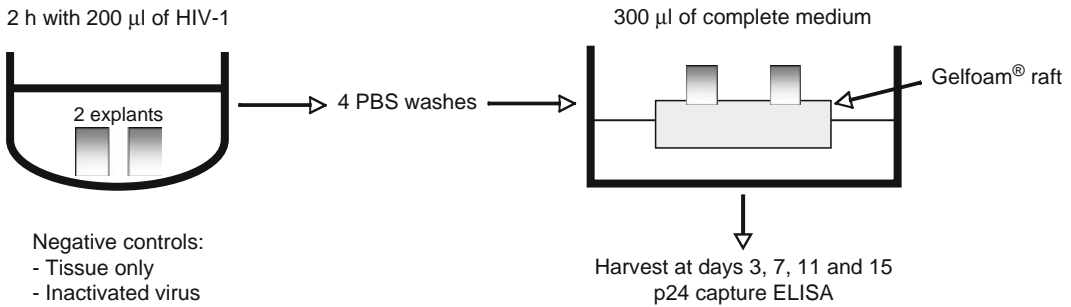 2 h with 200 µl of HIV-1
2 explants
4 PBS washes
300 µl of complete medium
Gelfoam® raft
Negative controls:
- Tissue only
- Inactivated virus
Harvest at days 3, 7, 11 and 15
p24 capture ELISA